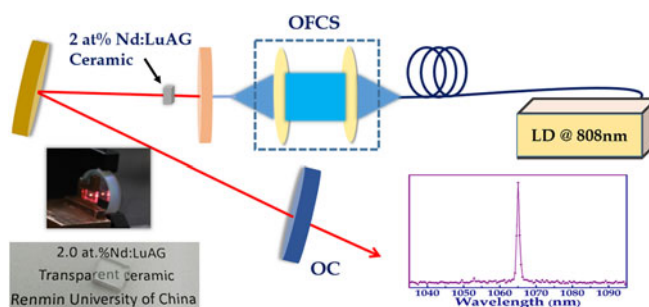 OFCS
2 at% Nd:LuAG
Ceramic
LD @ 808nm
OC
2.0 at.%Nd:LuAG
Transparent ceramic
Renmin University of China
1040 1050 1060 1070 1080 1090
Wavelength (nm)